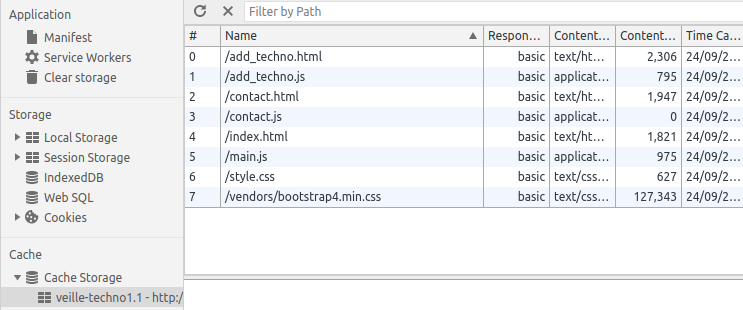 Application
Manifest
Service Workers
Clear storage
Storage
Local Storage
Session Storage
IndexedDB
Web SQL
Cookies
Cache
Cache Storage
veille-techno1.1 - http:/
Filter by Path
# Name Respon... Content... Content... Time Ca...
0 /add_techno.html basic text/ht... 2,306 24/09/2...
1 /add_techno.js basic applicat... 795 24/09/2...
2 /contact.html basic text/ht... 1,947 24/09/2...
3 /contact.js basic applicat... 0 24/09/2...
4 /index.html basic text/ht... 1,821 24/09/2...
5 /main.js basic applicat... 975 24/09/2...
6 /style.css basic text/css... 627 24/09/2...
7 /vendors/bootstrap4.min.css basic text/css... 127,343 24/09/2...